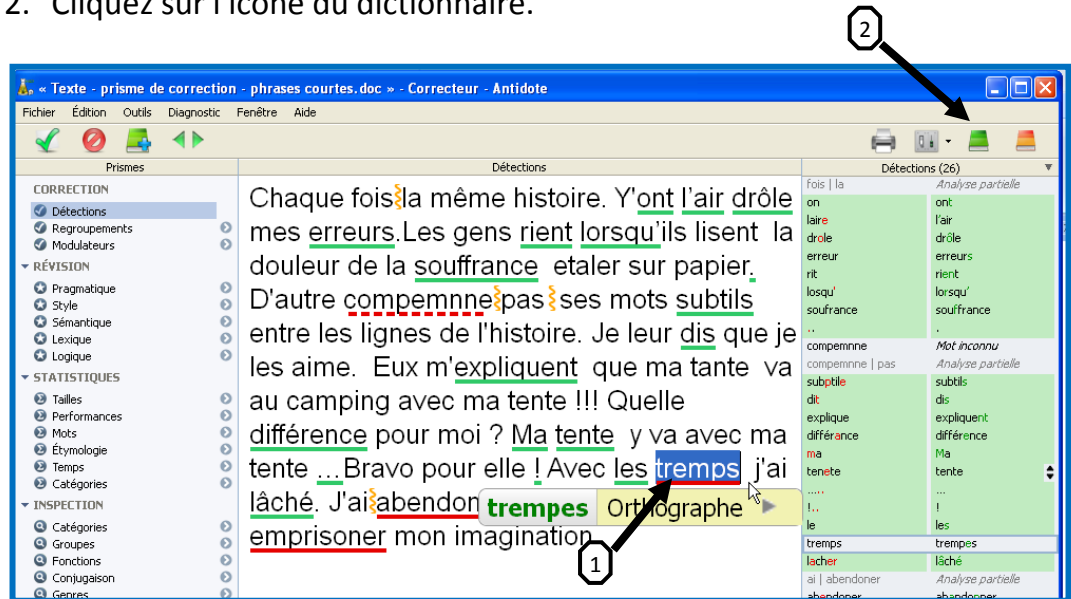 2. Cliquez sur l'icône du dictionnaire.
2
« Texte - prisme de correction - phrases courtes.doc » - Correcteur - Antidote
Fichier Édition Outils Diagnostic Fenêtre Aide
Prismes Détections Détections (26)
CORRECTION
Détections
Regroupements
Modulateurs
RÉVISION
Pragmatique
Style
Sémantique
Lexique
Logique
STATISTIQUES
Tailles
Performances
Mots
Étymologie
Temps
Catégories
INSPECTION
Catégories
Groupes
Fonctions
Conjugaison
Genres
Chaque fois la même histoire. Y'ont l'air drôle
mes erreurs.Les gens rient lorsqu'ils lisent la
douleur de la souffrance etaler sur papier.
D'autre compemnne pas ses mots subtils
entre les lignes de l'histoire. Je leur dis que je
les aime. Eux m'expliquent que ma tante va
au camping avec ma tente !!! Quelle
différence pour moi ? Ma tente y va avec ma
tente ...Bravo pour elle ! Avec les tremps j'ai
lâché. J'ai abendon
trempes Orthographe
emprisonner mon imagination
1
fois | la Analyse partielle
on ont
laire l'air
drole drôle
erreur erreurs
rit rient
losqu' lorsqu'
soufrance souffrance
.. .
compemnne Mot inconnu
compemnne | pas Analyse partielle
subptile subtils
dit dis
explique expliquent
différance différence
ma Ma
tenete tente
..... ...
!.. !
le les
tremps trempes
lacher lâché
ai | abendoner Analyse partielle
abendoner abandonner